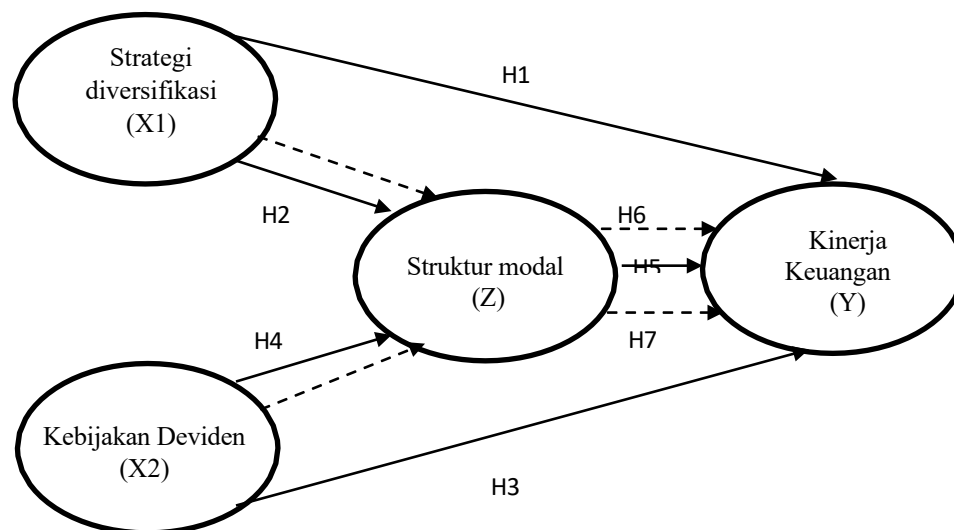 Strategi
diversifikasi
(X1)
H1
H2
Struktur modal
(Z)
H6
H5
H7
Kinerja
Keuangan
(Y)
H4
Kebijakan Deviden
(X2)
H3